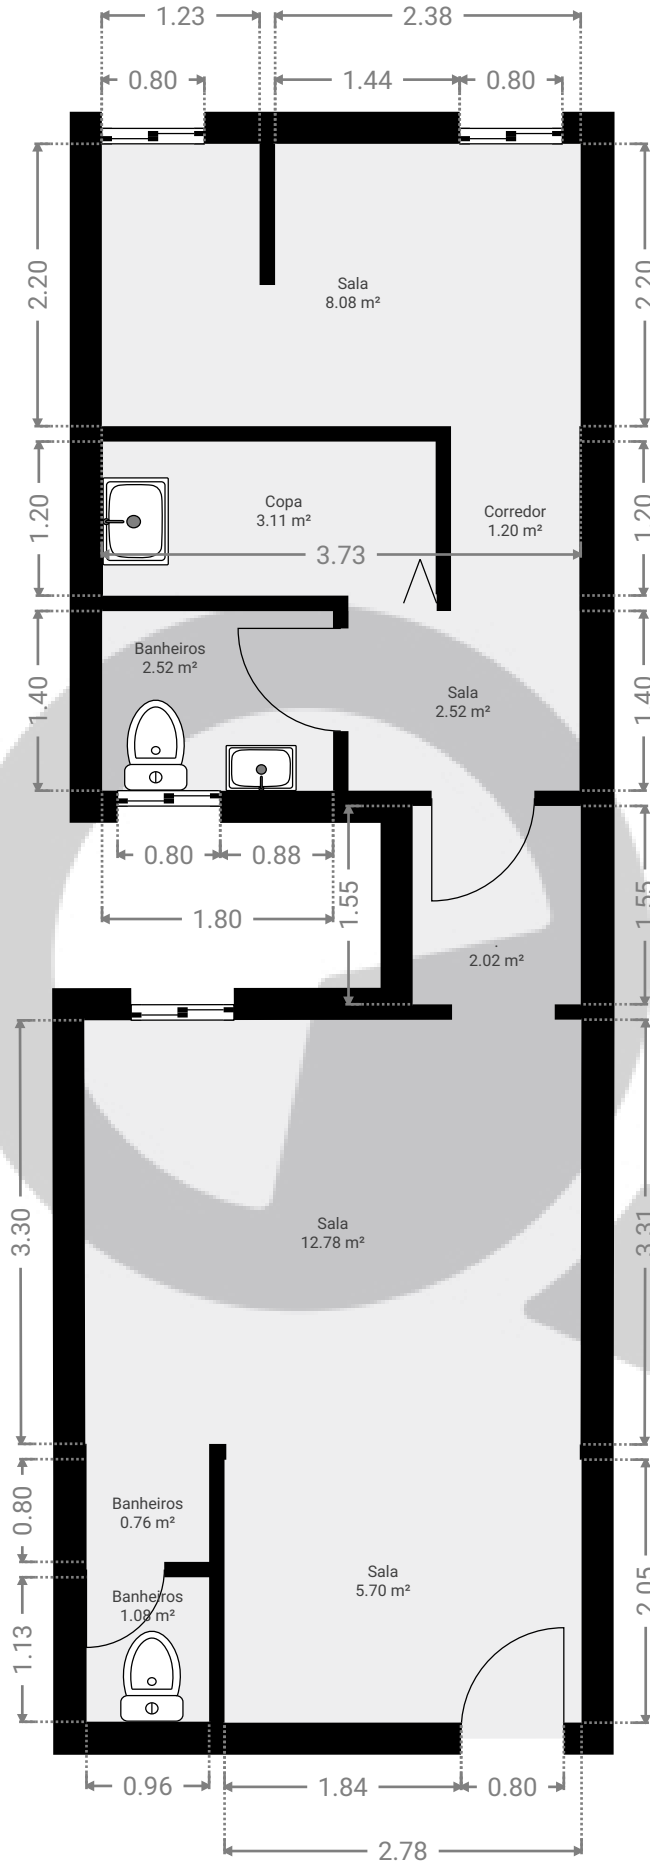 1.23
2.38
0.80
1.44
0.80
2.20
2.20
Sala
8.08 m²
1.20
1.20
Copa
3.11 m²
Corredor
1.20 m²
3.73
1.40
1.40
Banheiros
2.52 m²
Sala
2.52 m²
0.80
0.88
1.55
1.55
1.80
.
2.02 m²
3.30
3.31
Sala
12.78 m²
0.80
Banheiros
0.76 m²
Sala
5.70 m²
2.05
Banheiros
1.08 m²
1.13
0.96
1.84
0.80
2.78